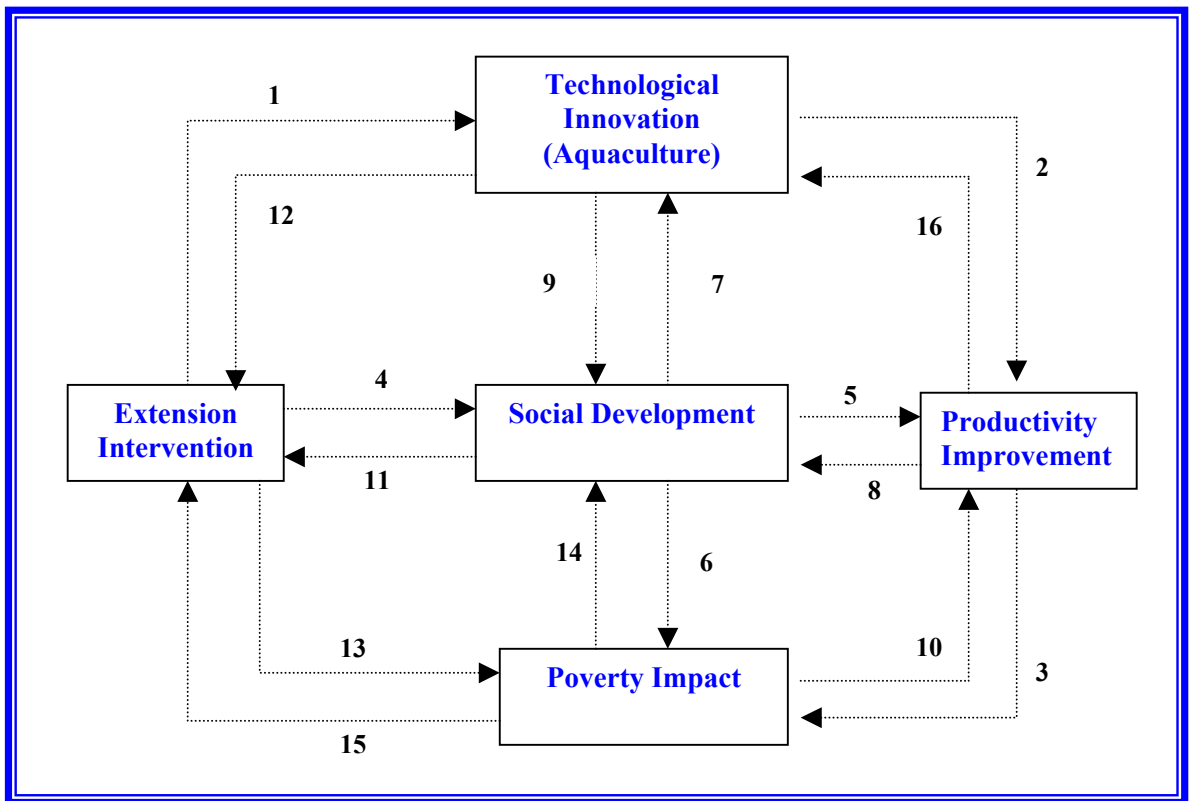 Technological
Innovation
(Aquaculture)
1
2
12
16
9
7
4
5
Extension
Intervention
Social Development
Productivity
Improvement
11
8
14
6
13
10
3
Poverty Impact
15